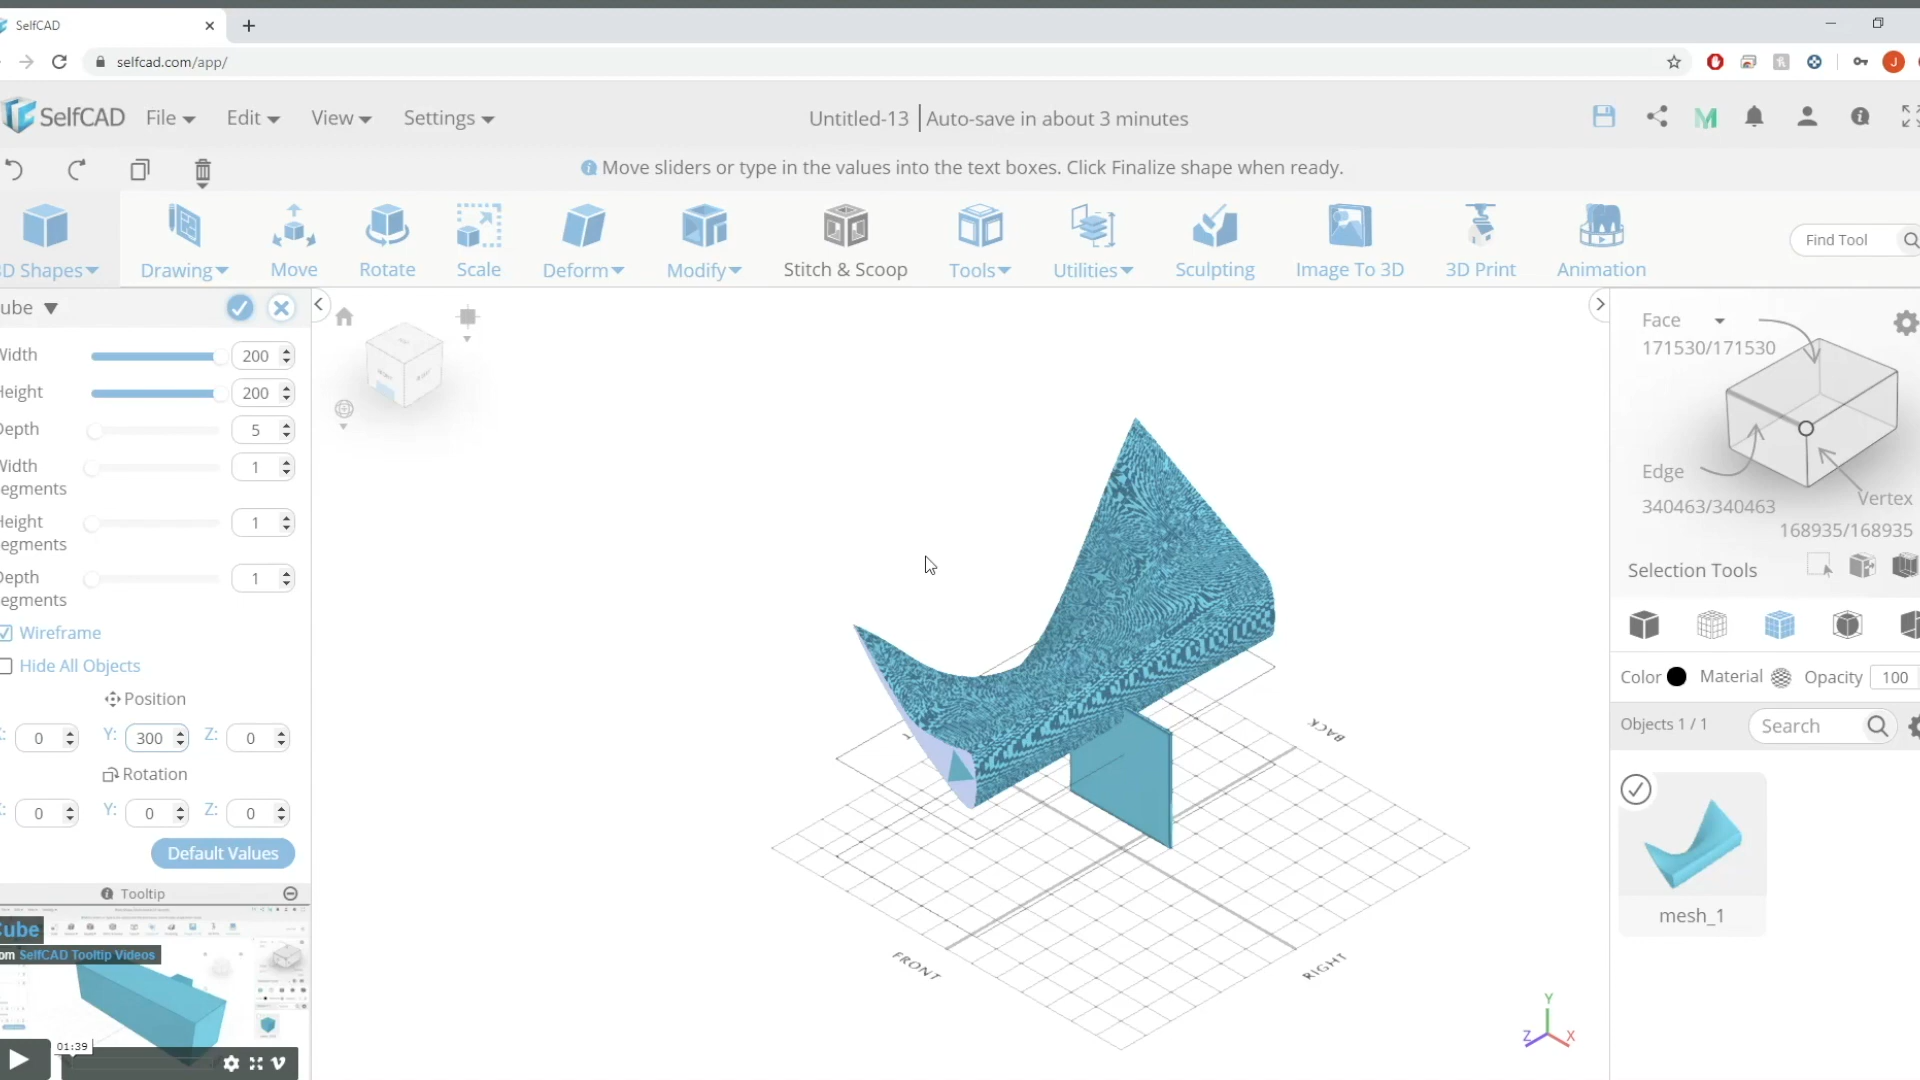 SelfCAD
selfcad.com/app/
J
SelfCAD File Edit View Settings
Untitled-13 | Auto-save in about 3 minutes
Move sliders or type in the values into the text boxes. Click Finalize shape when ready.
D Shapes Drawing Move Rotate Scale Deform Modify Stitch & Scoop Tools Utilities Sculpting Image To 3D 3D Print Animation
Find Tool
ube
Width 200
Height 200
Depth 5
Width 1
egments
Height 1
egments
Depth 1
egments
Wireframe
Hide All Objects
Position
: 0 Y: 300 Z: 0
Rotation
: 0 Y: 0 Z: 0
Default Values
Tooltip
Cube
om SelfCAD Tooltip Videos
01:39
BACK
FRONT
RIGHT
Y
Z
X
Face
171530/171530
Edge
340463/340463
Vertex
168935/168935
Selection Tools
Color Material Opacity 100
Objects 1 / 1 Search
mesh_1